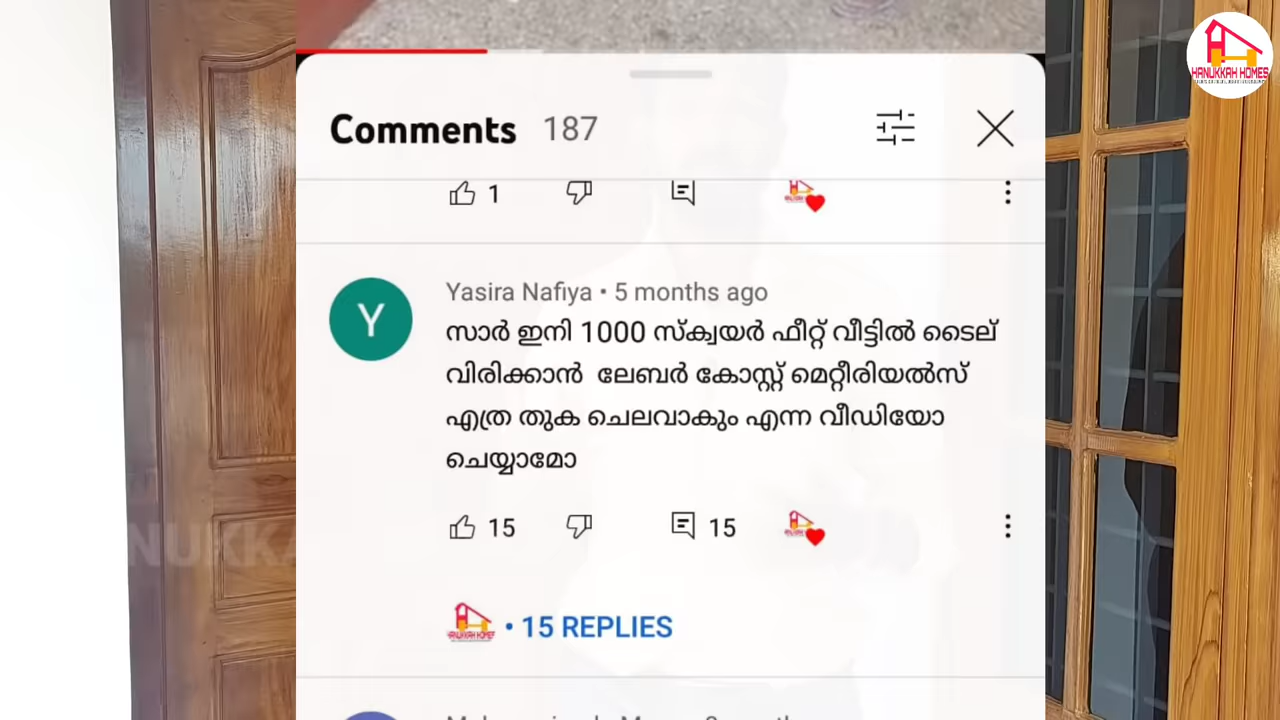 HANUKKAH HOMES
Comments 187
1
Yasira Nafiya • 5 months ago
സാർ ഇനി 1000 സ്ക്വയർ ഫീറ്റ് വീട്ടിൽ ടൈല്
വിരിക്കാൻ ലേബർ കോസ്റ്റ് മെറ്റീരിയൽസ്
എത്ര തുക ചെലവാകും എന്ന വീഡിയോ
ചെയ്യാമോ
15 15
• 15 REPLIES